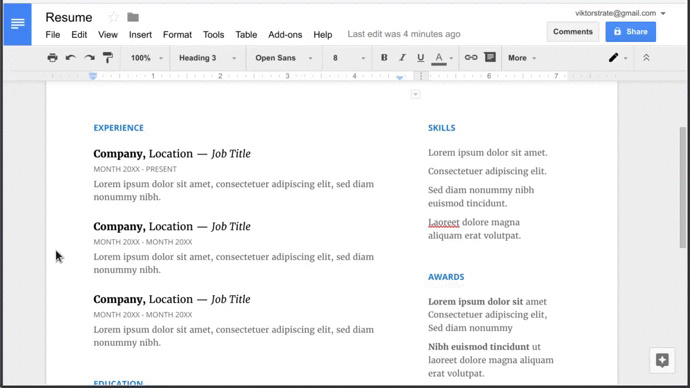 Resume
viktorstrate@gmail.com
File Edit View Insert Format Tools Table Add-ons Help Last edit was 4 minutes ago
Comments
Share
100% Heading 3 Open Sans 8 B I U A More
1 2 3 4 6 7
EXPERIENCE
Company, Location — Job Title
MONTH 20XX - PRESENT
Lorem ipsum dolor sit amet, consectetuer adipiscing elit, sed diam
nonummy nibh.
Company, Location — Job Title
MONTH 20XX - MONTH 20XX
Lorem ipsum dolor sit amet, consectetuer adipiscing elit, sed diam
nonummy nibh.
Company, Location — Job Title
MONTH 20XX - MONTH 20XX
Lorem ipsum dolor sit amet, consectetuer adipiscing elit, sed diam
nonummy nibh.
EDUCATION
SKILLS
Lorem ipsum dolor sit amet.
Consectetuer adipiscing elit.
Sed diam nonummy nibh
euismod tincidunt.
Laoreet dolore magna
aliquam erat volutpat.
AWARDS
Lorem ipsum dolor sit amet
Consectetuer adipiscing elit,
Sed diam nonummy
Nibh euismod tincidunt ut
laoreet dolore magna aliquam
erat volutpat.